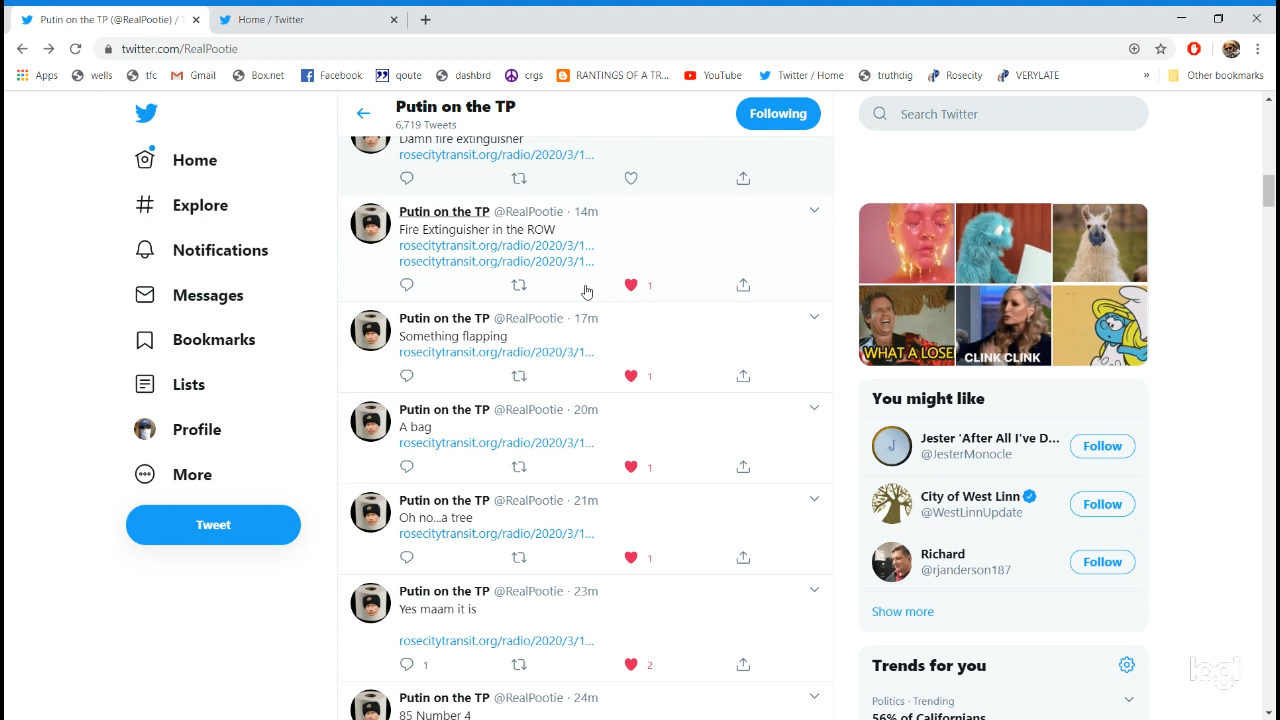 Putin on the TP (@RealPootie) /
Home / Twitter
twitter.com/RealPootie
Apps
wells
tfc
Gmail
Box.net
Facebook
qoute
dashbrd
crgs
RANTINGS OF A TR...
YouTube
Twitter / Home
truthdig
Rosecity
VERYLATE
»
Other bookmarks
Home
Explore
Notifications
Messages
Bookmarks
Lists
Profile
More
Tweet
Putin on the TP
6,719 Tweets
Following
Damn fire extinguisher
rosecitytransit.org/radio/2020/3/1...
Putin on the TP @RealPootie · 14m
Fire Extinguisher in the ROW
rosecitytransit.org/radio/2020/3/1...
rosecitytransit.org/radio/2020/3/1...
1
Putin on the TP @RealPootie · 17m
Something flapping
rosecitytransit.org/radio/2020/3/1...
1
Putin on the TP @RealPootie · 20m
A bag
rosecitytransit.org/radio/2020/3/1...
1
Putin on the TP @RealPootie · 21m
Oh no...a tree
rosecitytransit.org/radio/2020/3/1...
1
Putin on the TP @RealPootie · 23m
Yes maam it is
rosecitytransit.org/radio/2020/3/1...
1 2
Putin on the TP @RealPootie · 24m
85 Number 4
Search Twitter
WHAT A LOSE
CLINK CLINK
You might like
J
Jester 'After All I've D...
@JesterMonocle
Follow
City of West Linn
@WestLinnUpdate
Follow
Richard
@rjanderson187
Follow
Show more
Trends for you
Politics · Trending
56% of Californians
logi